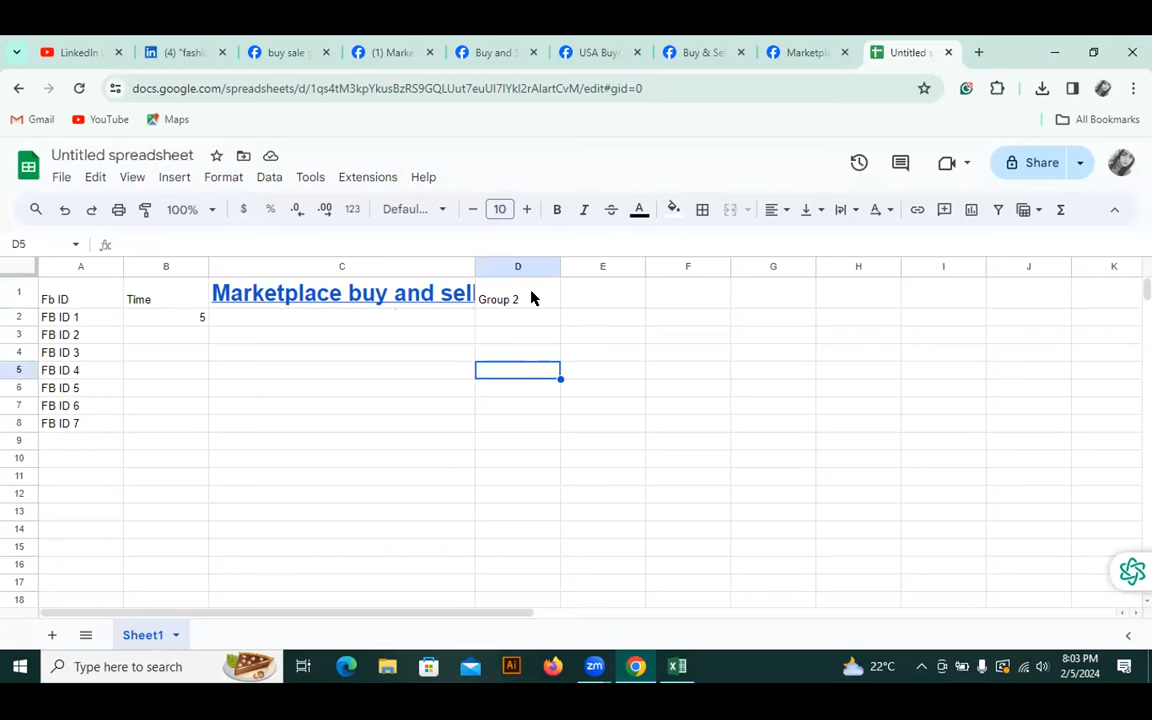 LinkedIn
(4) "fashi
buy sale g
(1) Marke
Buy and S
USA Buy/
Buy & Sel
Marketpl
Untitled s
docs.google.com/spreadsheets/d/1qs4tM3kpYkusBzRS9GQLUut7euUI7lYkI2rAlartCvM/edit#gid=0
Gmail
YouTube
Maps
All Bookmarks
Untitled spreadsheet
Share
File Edit View Insert Format Data Tools Extensions Help
100% $ % .0 .00 123 Defaul... 10 B I S A
D5 fx
A B C D E F G H I J K
1 Fb ID Time Marketplace buy and sell Group 2
2 FB ID 1 5
3 FB ID 2
4 FB ID 3
5 FB ID 4
6 FB ID 5
7 FB ID 6
8 FB ID 7
9
10
11
12
13
14
15
16
17
18
Sheet1
Type here to search
Ai
zm
22°C
8:03 PM
2/5/2024